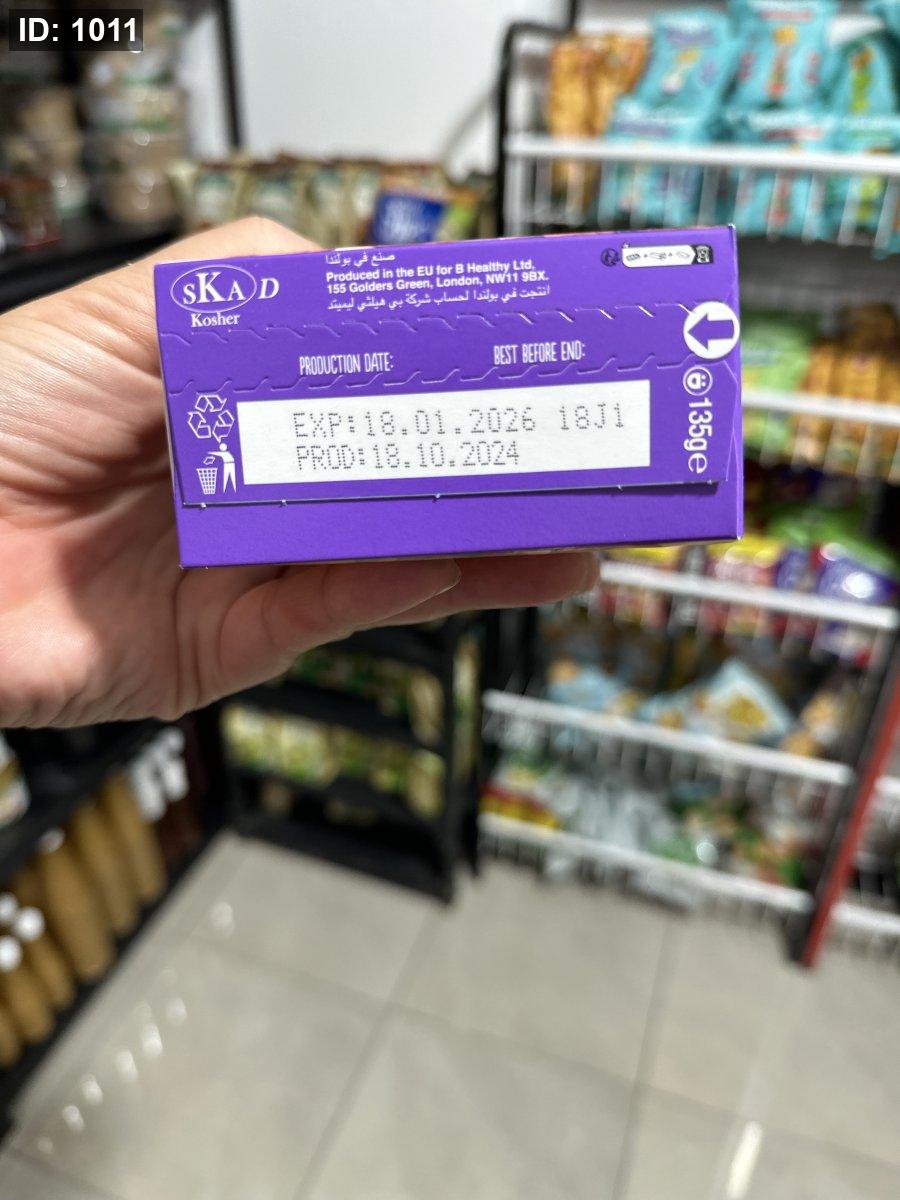 ID: 1011
صنع في بولندا
Produced in the EU for B Healthy Ltd,
155 Golders Green, London, NW11 9BX.
انتجت في بولندا لحساب شركة بي هيلثي ليميتد
SKA D
Kosher
PRODUCTION DATE:
BEST BEFORE END:
EXP:18.01.2026 18J1
PROD:18.10.2024
135g e